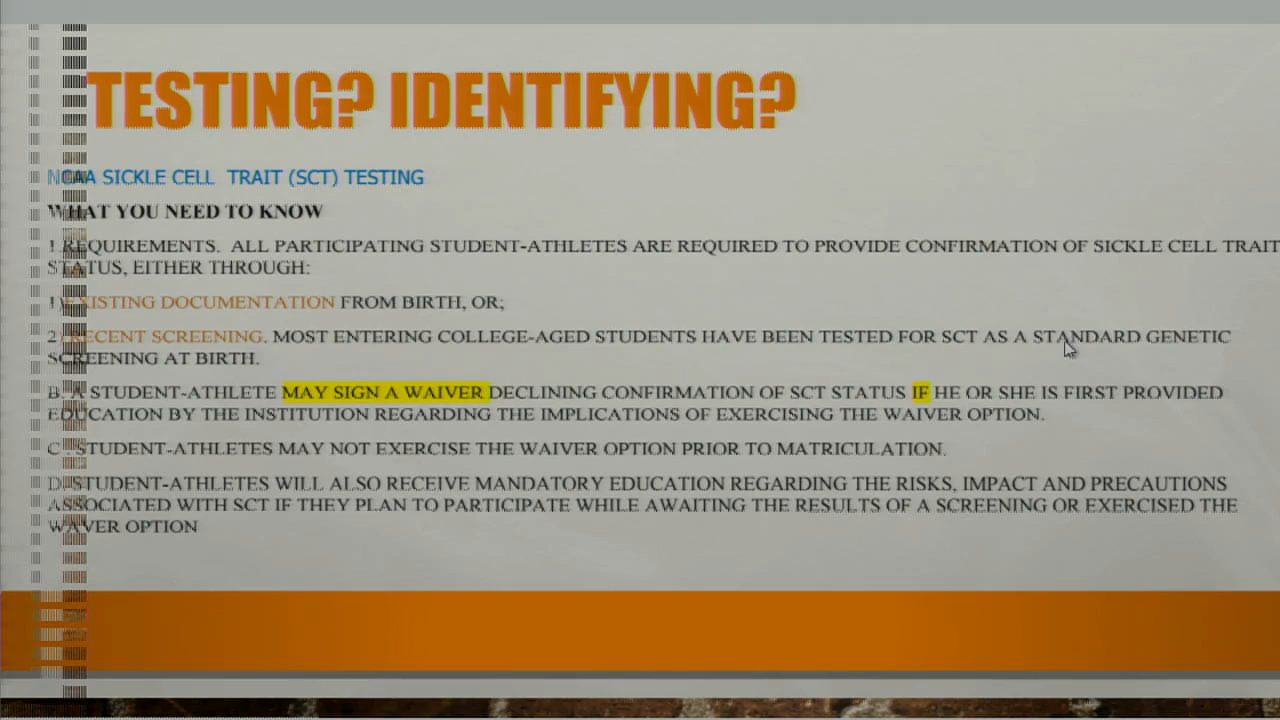 TESTING? IDENTIFYING?
NCAA SICKLE CELL TRAIT (SCT) TESTING
WHAT YOU NEED TO KNOW
1 REQUIREMENTS. ALL PARTICIPATING STUDENT-ATHLETES ARE REQUIRED TO PROVIDE CONFIRMATION OF SICKLE CELL TRAIT
STATUS, EITHER THROUGH:
1) EXISTING DOCUMENTATION FROM BIRTH, OR;
2) RECENT SCREENING. MOST ENTERING COLLEGE-AGED STUDENTS HAVE BEEN TESTED FOR SCT AS A STANDARD GENETIC
SCREENING AT BIRTH.
B. A STUDENT-ATHLETE MAY SIGN A WAIVER DECLINING CONFIRMATION OF SCT STATUS IF HE OR SHE IS FIRST PROVIDED
EDUCATION BY THE INSTITUTION REGARDING THE IMPLICATIONS OF EXERCISING THE WAIVER OPTION.
C. STUDENT-ATHLETES MAY NOT EXERCISE THE WAIVER OPTION PRIOR TO MATRICULATION.
D. STUDENT-ATHLETES WILL ALSO RECEIVE MANDATORY EDUCATION REGARDING THE RISKS, IMPACT AND PRECAUTIONS
ASSOCIATED WITH SCT IF THEY PLAN TO PARTICIPATE WHILE AWAITING THE RESULTS OF A SCREENING OR EXERCISED THE
WAIVER OPTION